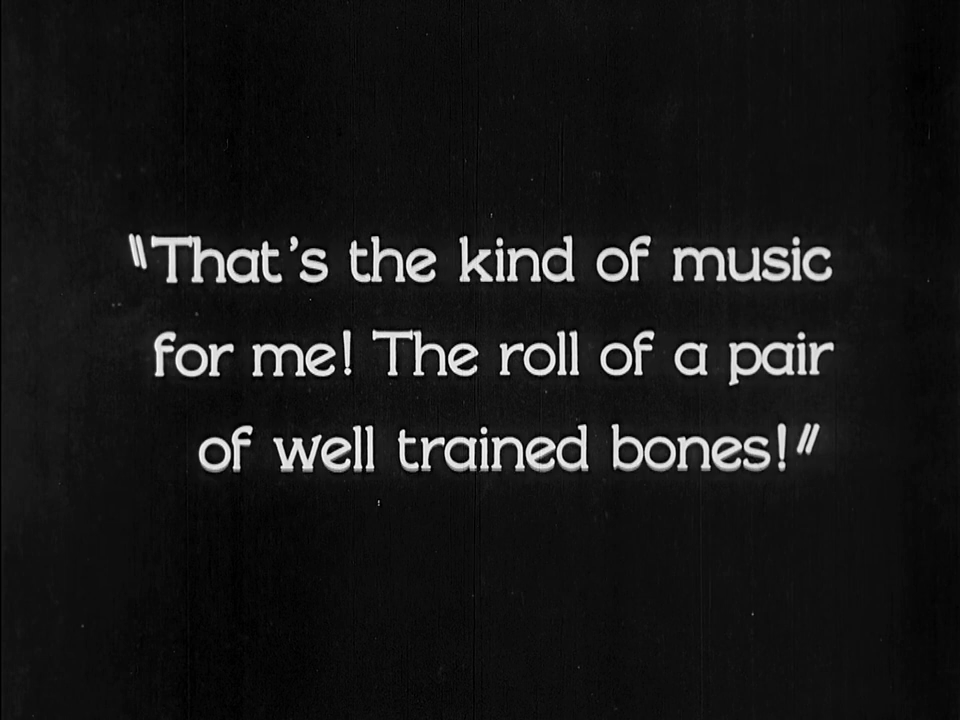 "That's the kind of music
for me! The roll of a pair
of well trained bones!"